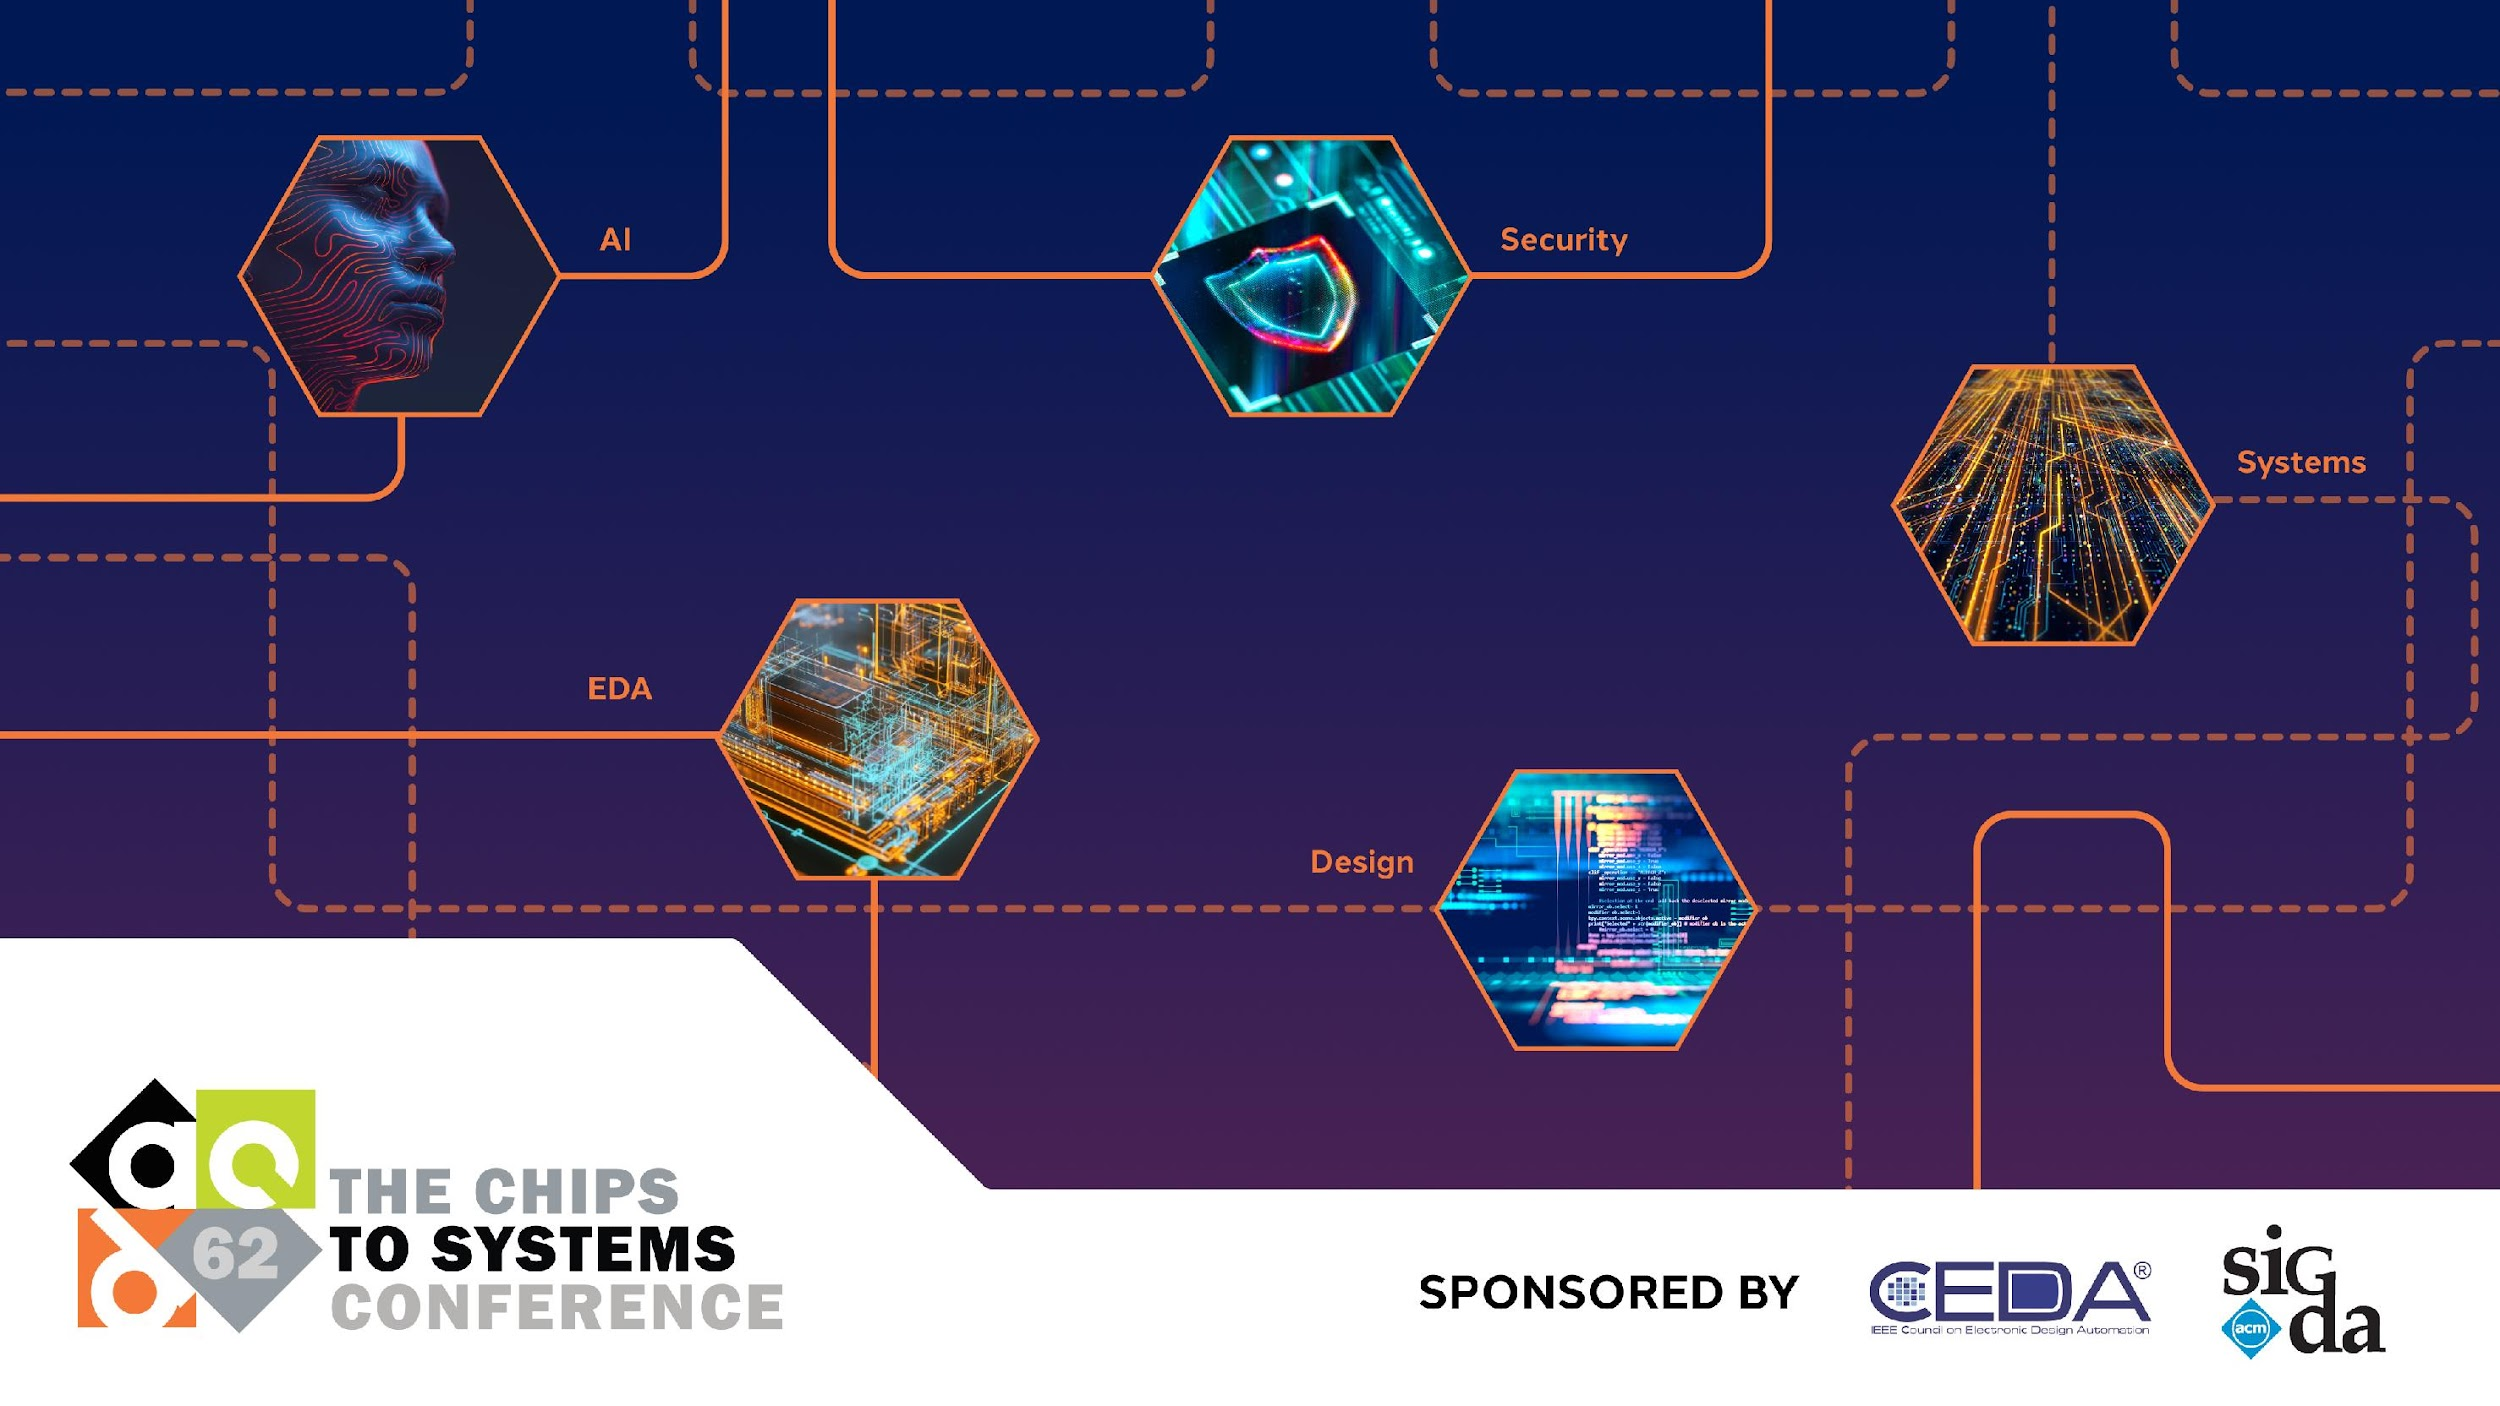 AI
Security
Systems
EDA
Design
62
THE CHIPS
TO SYSTEMS
CONFERENCE
SPONSORED BY
CEDA®
IEEE Council on Electronic Design Automation
sig
da
acm